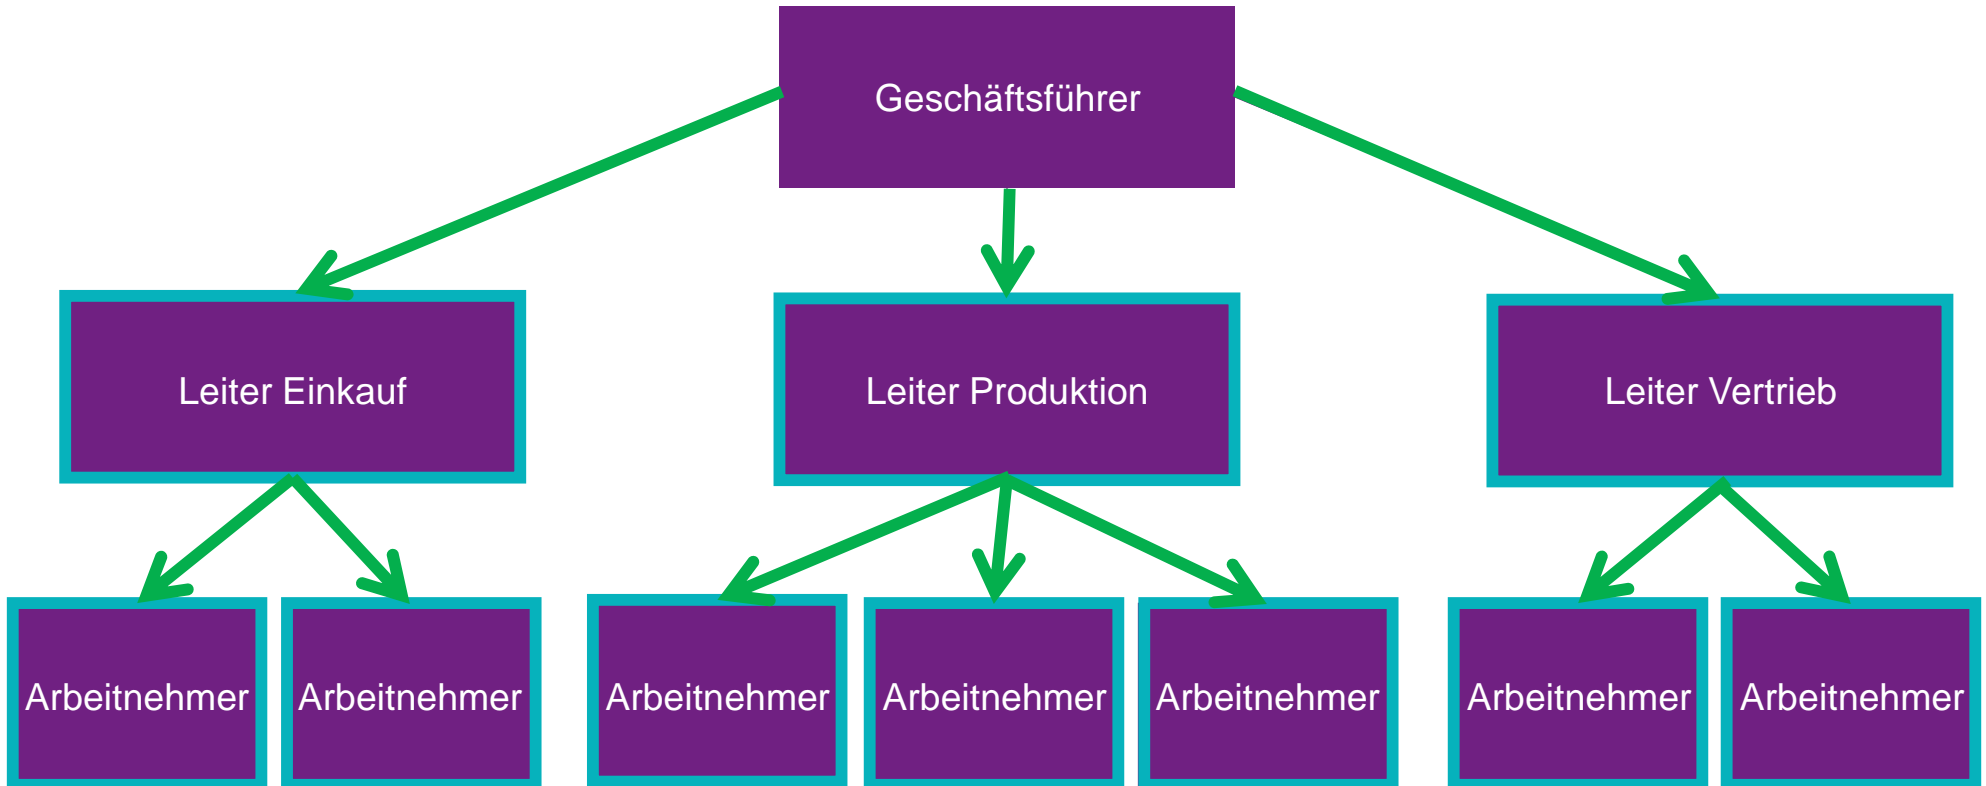 Geschäftsführer
Leiter Einkauf
Leiter Produktion
Leiter Vertrieb
Arbeitnehmer
Arbeitnehmer
Arbeitnehmer
Arbeitnehmer
Arbeitnehmer
Arbeitnehmer
Arbeitnehmer